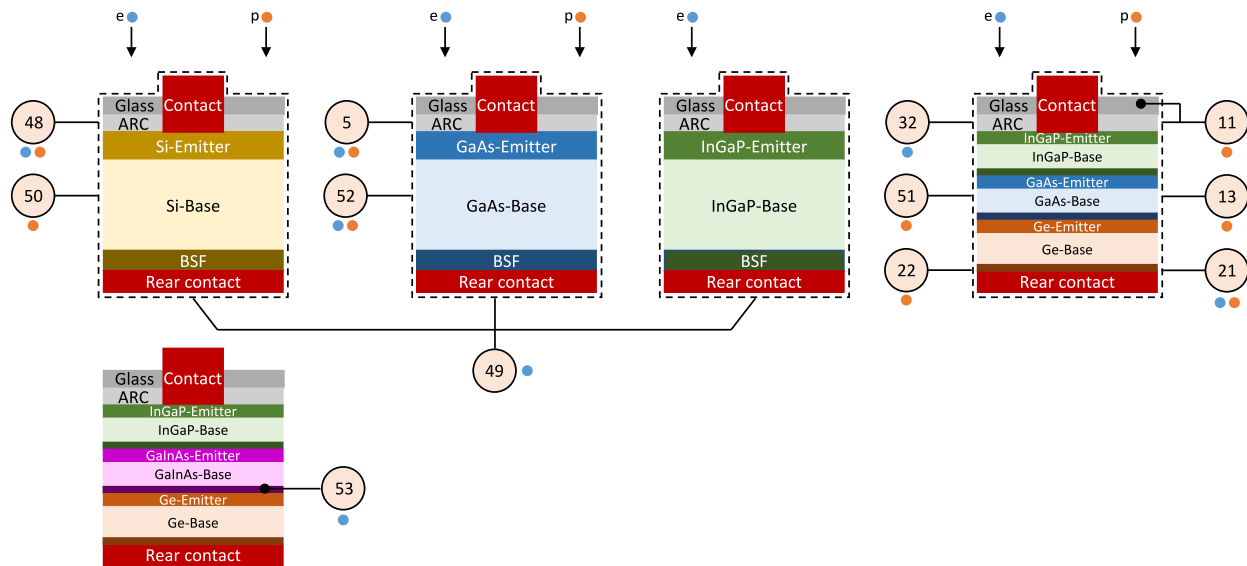 e p
Glass Contact
ARC
Si-Emitter
Si-Base
BSF
Rear contact
48
50
e p
Glass Contact
ARC
GaAs-Emitter
GaAs-Base
BSF
Rear contact
5
52
e
Glass Contact
ARC
InGaP-Emitter
InGaP-Base
BSF
Rear contact
49
e p
Glass Contact
ARC
InGaP-Emitter
InGaP-Base
GaAs-Emitter
GaAs-Base
Ge-Emitter
Ge-Base
Rear contact
32
51
22
11
13
21
Glass Contact
ARC
InGaP-Emitter
InGaP-Base
GaInAs-Emitter
GaInAs-Base
Ge-Emitter
Ge-Base
Rear contact
53